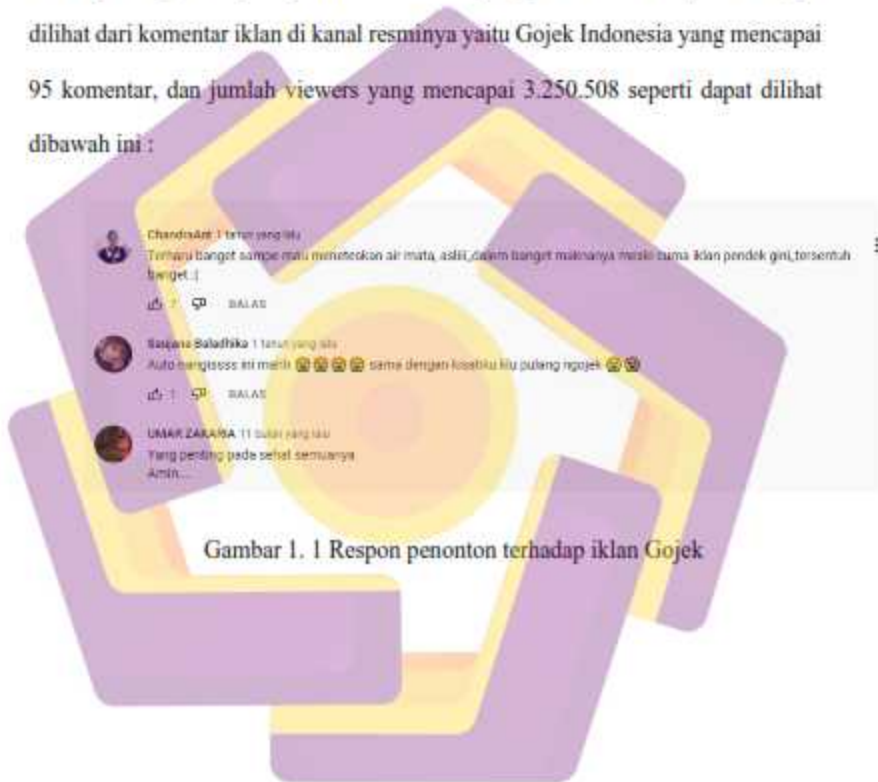 dilihat dari komentar iklan di kanal resminya yaitu Gojek Indonesia yang mencapai
95 komentar, dan jumlah viewers yang mencapai 3.250.508 seperti dapat dilihat
dibawah ini :
ChandraAnt 1 tahun yang lalu
Terharu banget sampe mau meneteskan air mata, asliii,,dalem banget maknanya meski cuma iklan pendek gini,,tersentuh
banget :(
7 BALAS
Baladhika 1 tahun yang lalu
Auto nangissss ini mah 😭😭😭😭 sama dengan kisahku klu pulang ngojek 😭😭
1 BALAS
UMAR ZAKARIA 11 bulan yang lalu
Yang penting pada sehat semuanya
Amin...
Gambar 1. 1 Respon penonton terhadap iklan Gojek